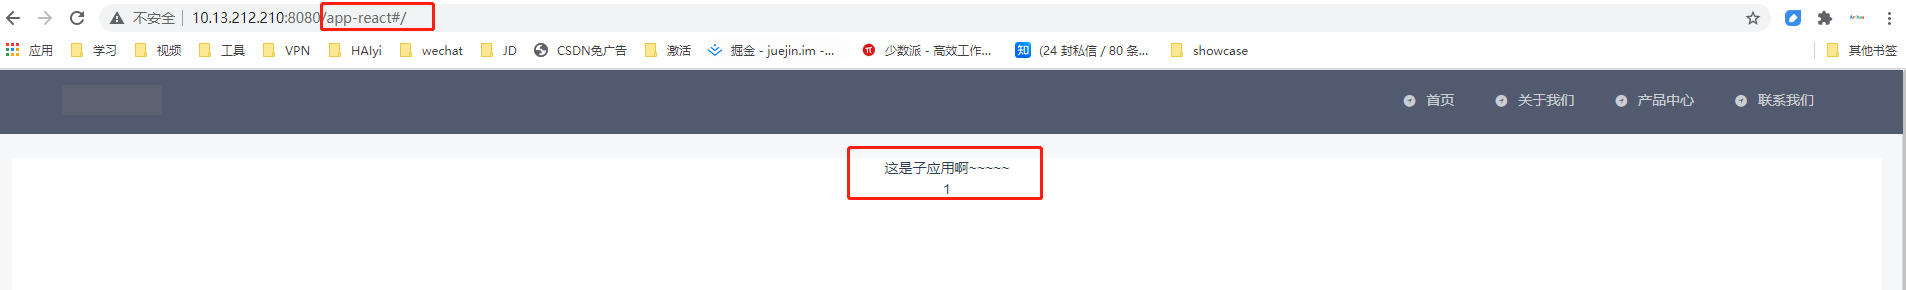 不安全 10.13.212.210:8080/app-react#/
应用 学习 视频 工具 VPN HAIyi wechat JD CSDN免广告 激活 掘金 - juejin.im -... 少数派 - 高效工作... 知 (24 封私信 / 80 条... showcase 其他书签
首页 关于我们 产品中心 联系我们
这是子应用啊~~~~~
1